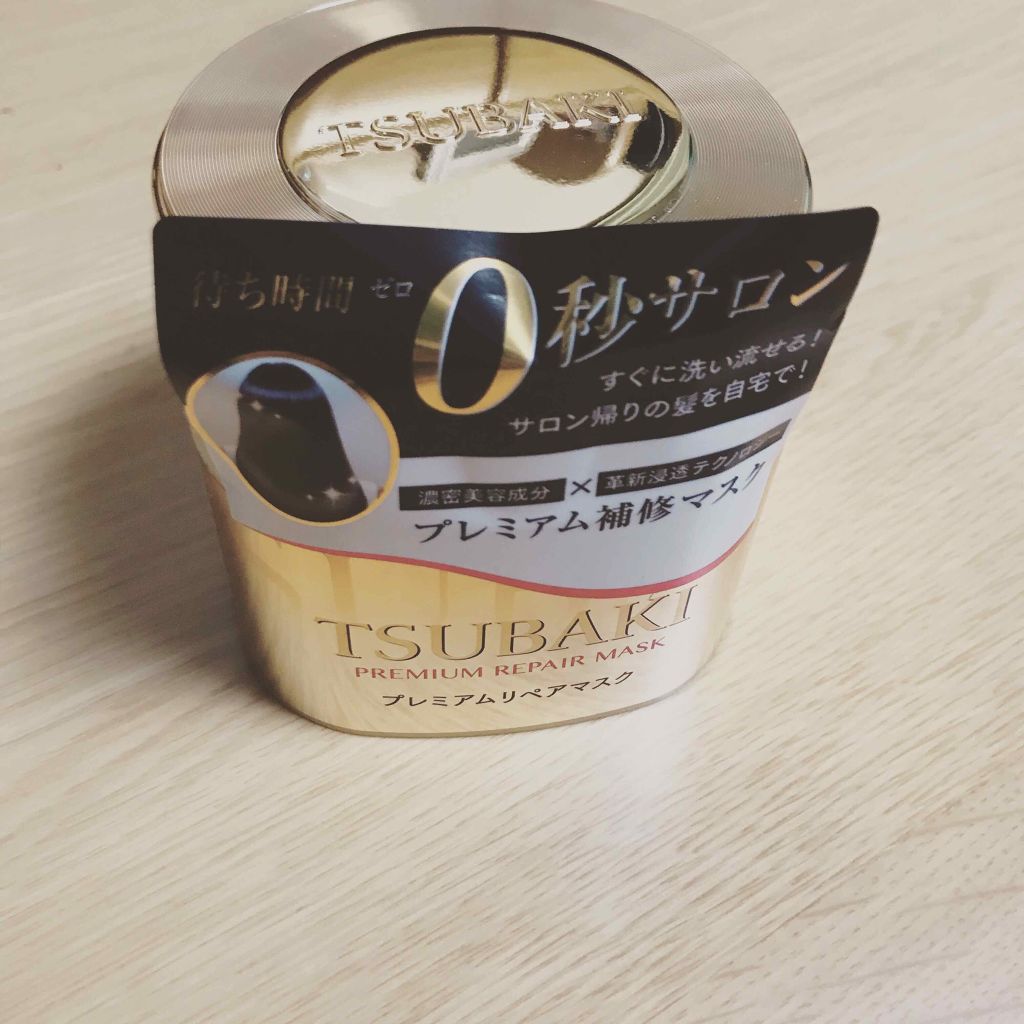 TSUBAKI
待ち時間 ゼロ 0秒サロン
すぐに洗い流せる!
サロン帰りの髪を自宅で!
濃密美容成分 × 革新浸透テクノロジー
プレミアム補修マスク
TSUBAKI
PREMIUM REPAIR MASK
プレミアムリペアマスク